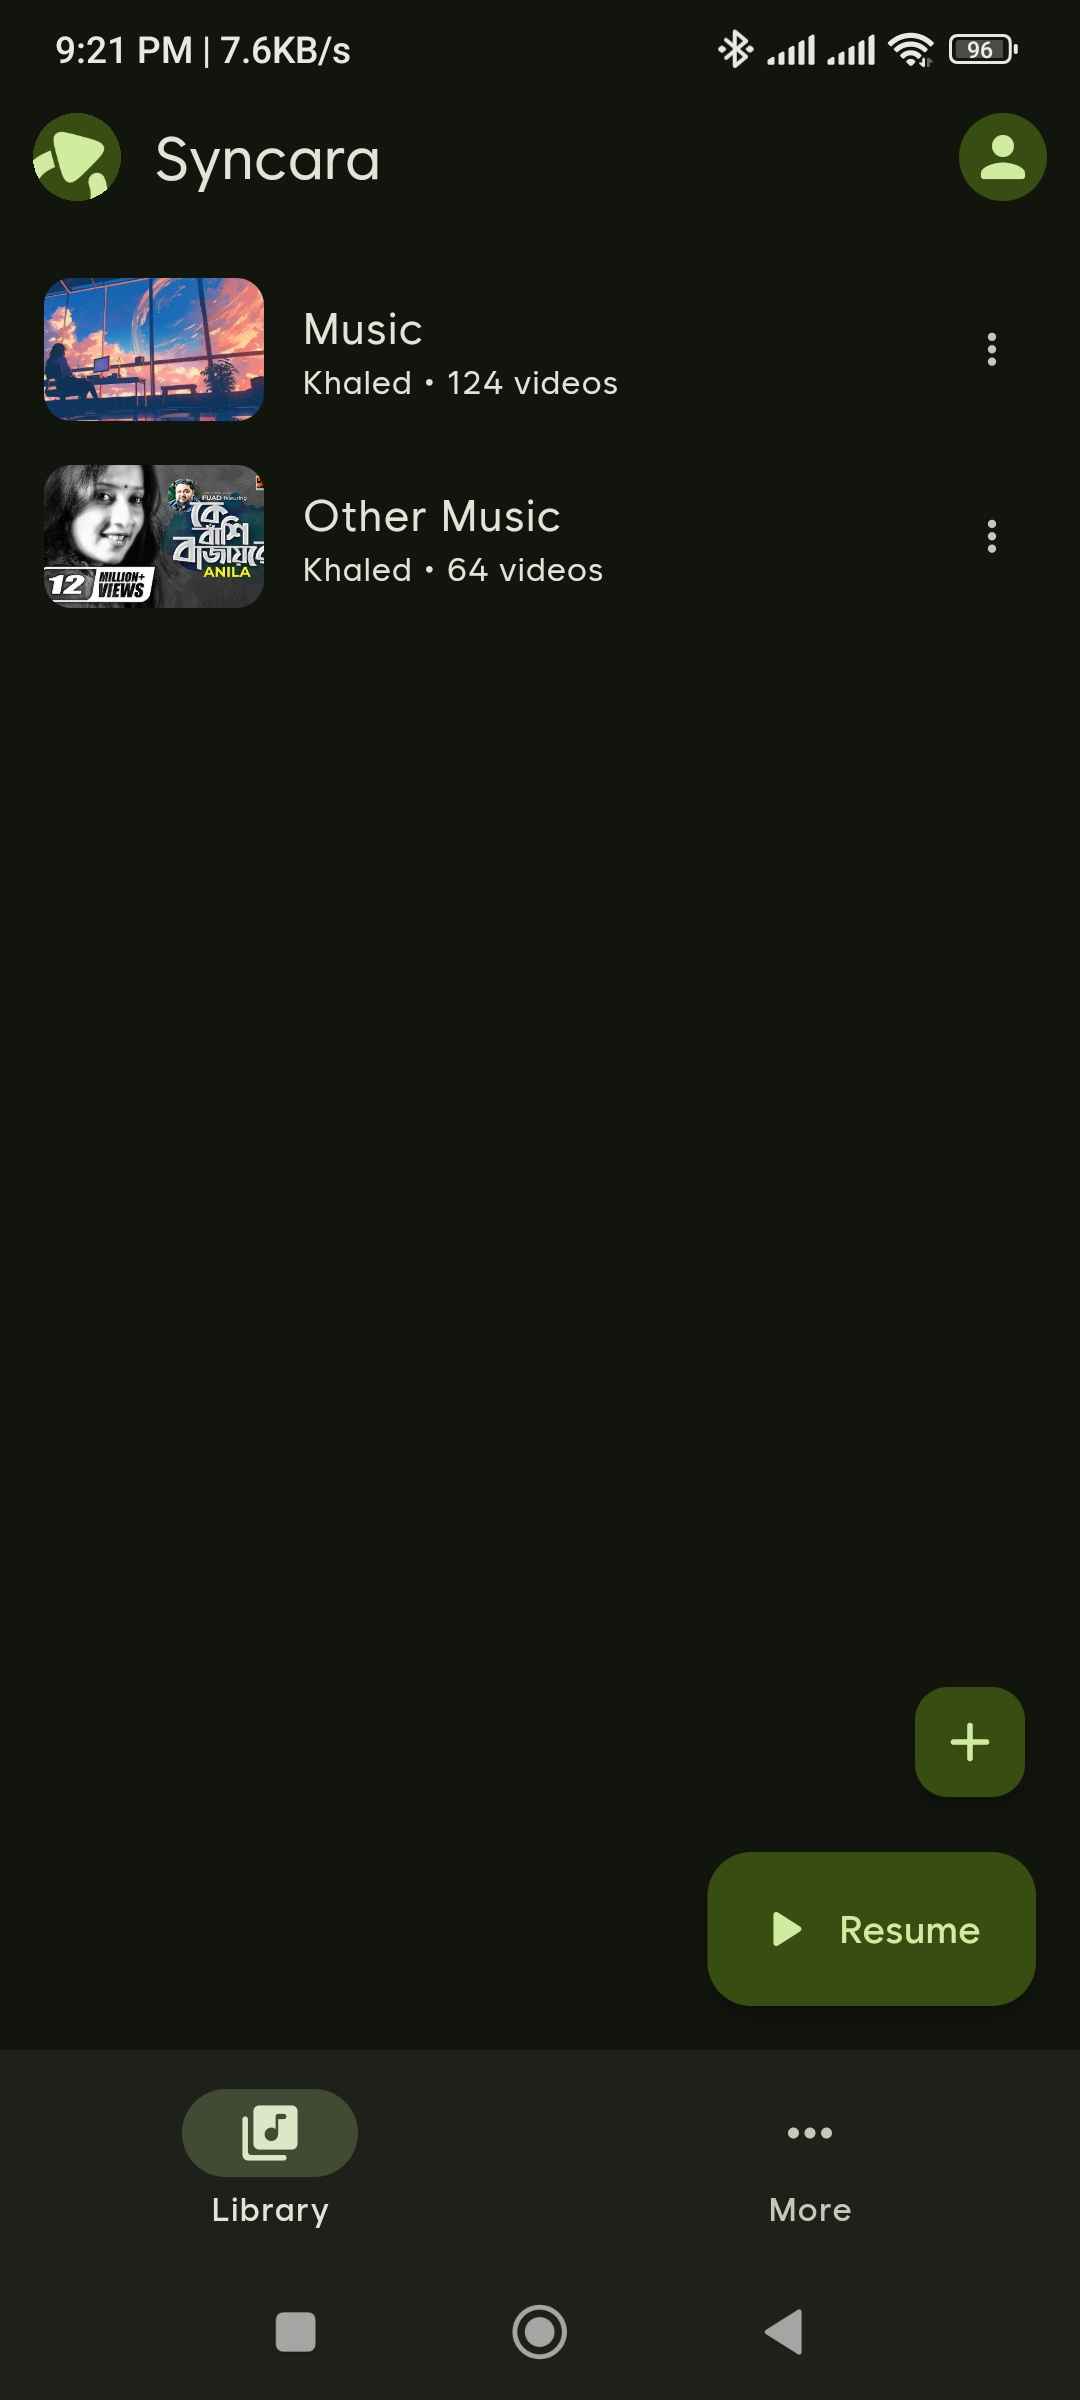 9:21 PM | 7.6KB/s
96
Syncara
Music
Khaled • 124 videos
FUAD featuring
কে
বাঁশি
বাজায়রে
ANILA
12 MILLION+
VIEWS
Other Music
Khaled • 64 videos
Resume
Library
More